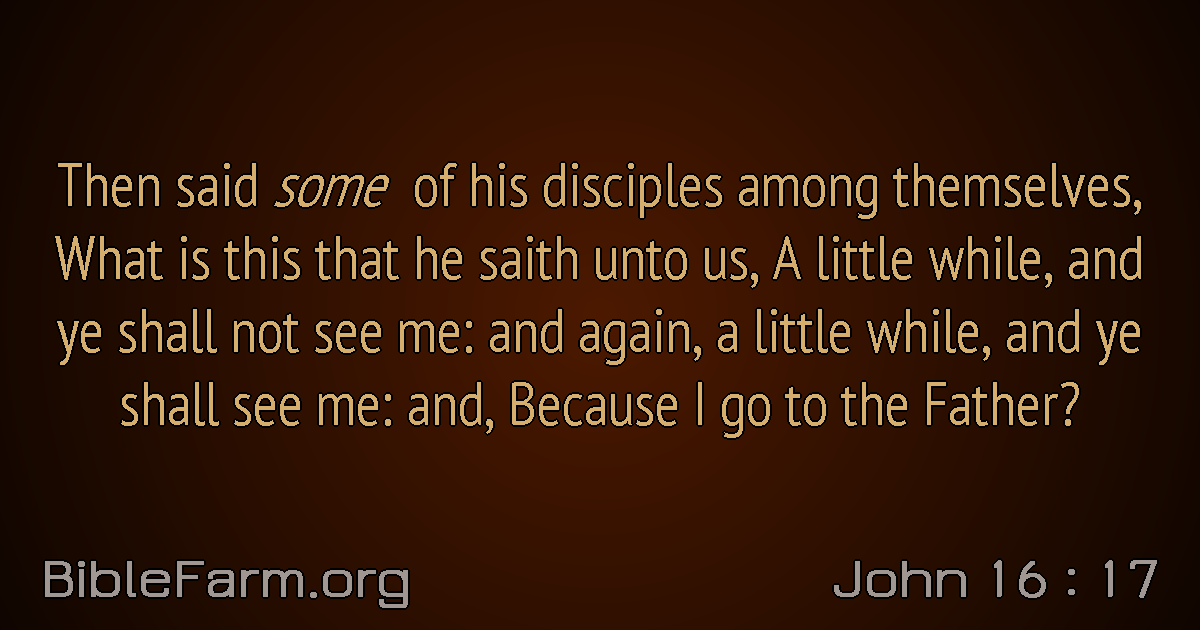 Then said some of his disciples among themselves,
What is this that he saith unto us, A little while, and
ye shall not see me: and again, a little while, and ye
shall see me: and, Because I go to the Father?
BibleFarm.org
John 16 : 17